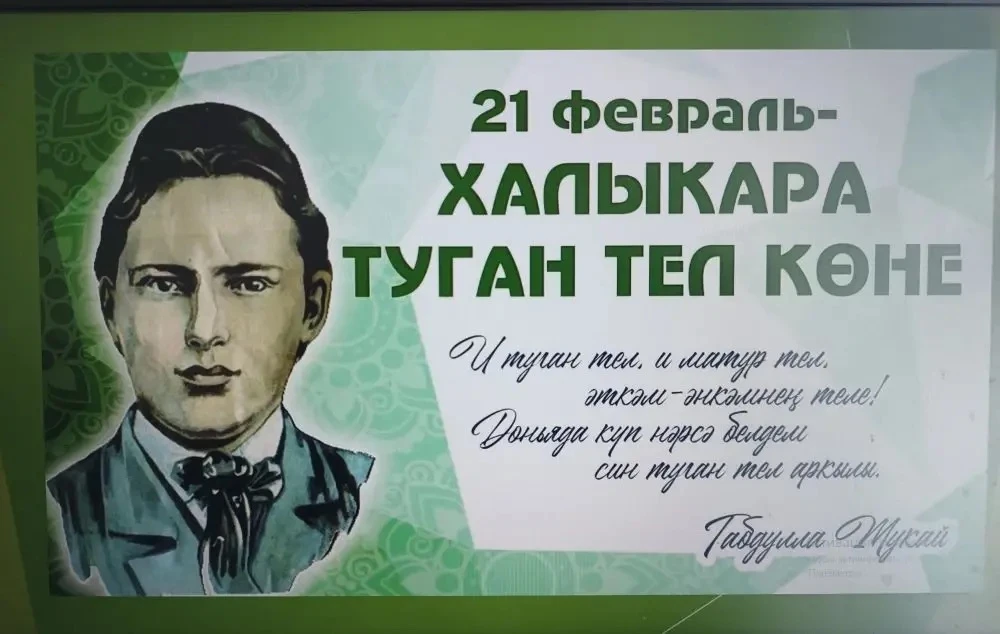 21 февраль-
ХАЛЫКАРА
ТУГАН ТЕЛ КӨНЕ
И туган тел, и матур тел,
әткәм-әнкәмнең теле!
Дөньяда күп нәрсә белдем
син туган тел аркылы.
Габдулла Тукай